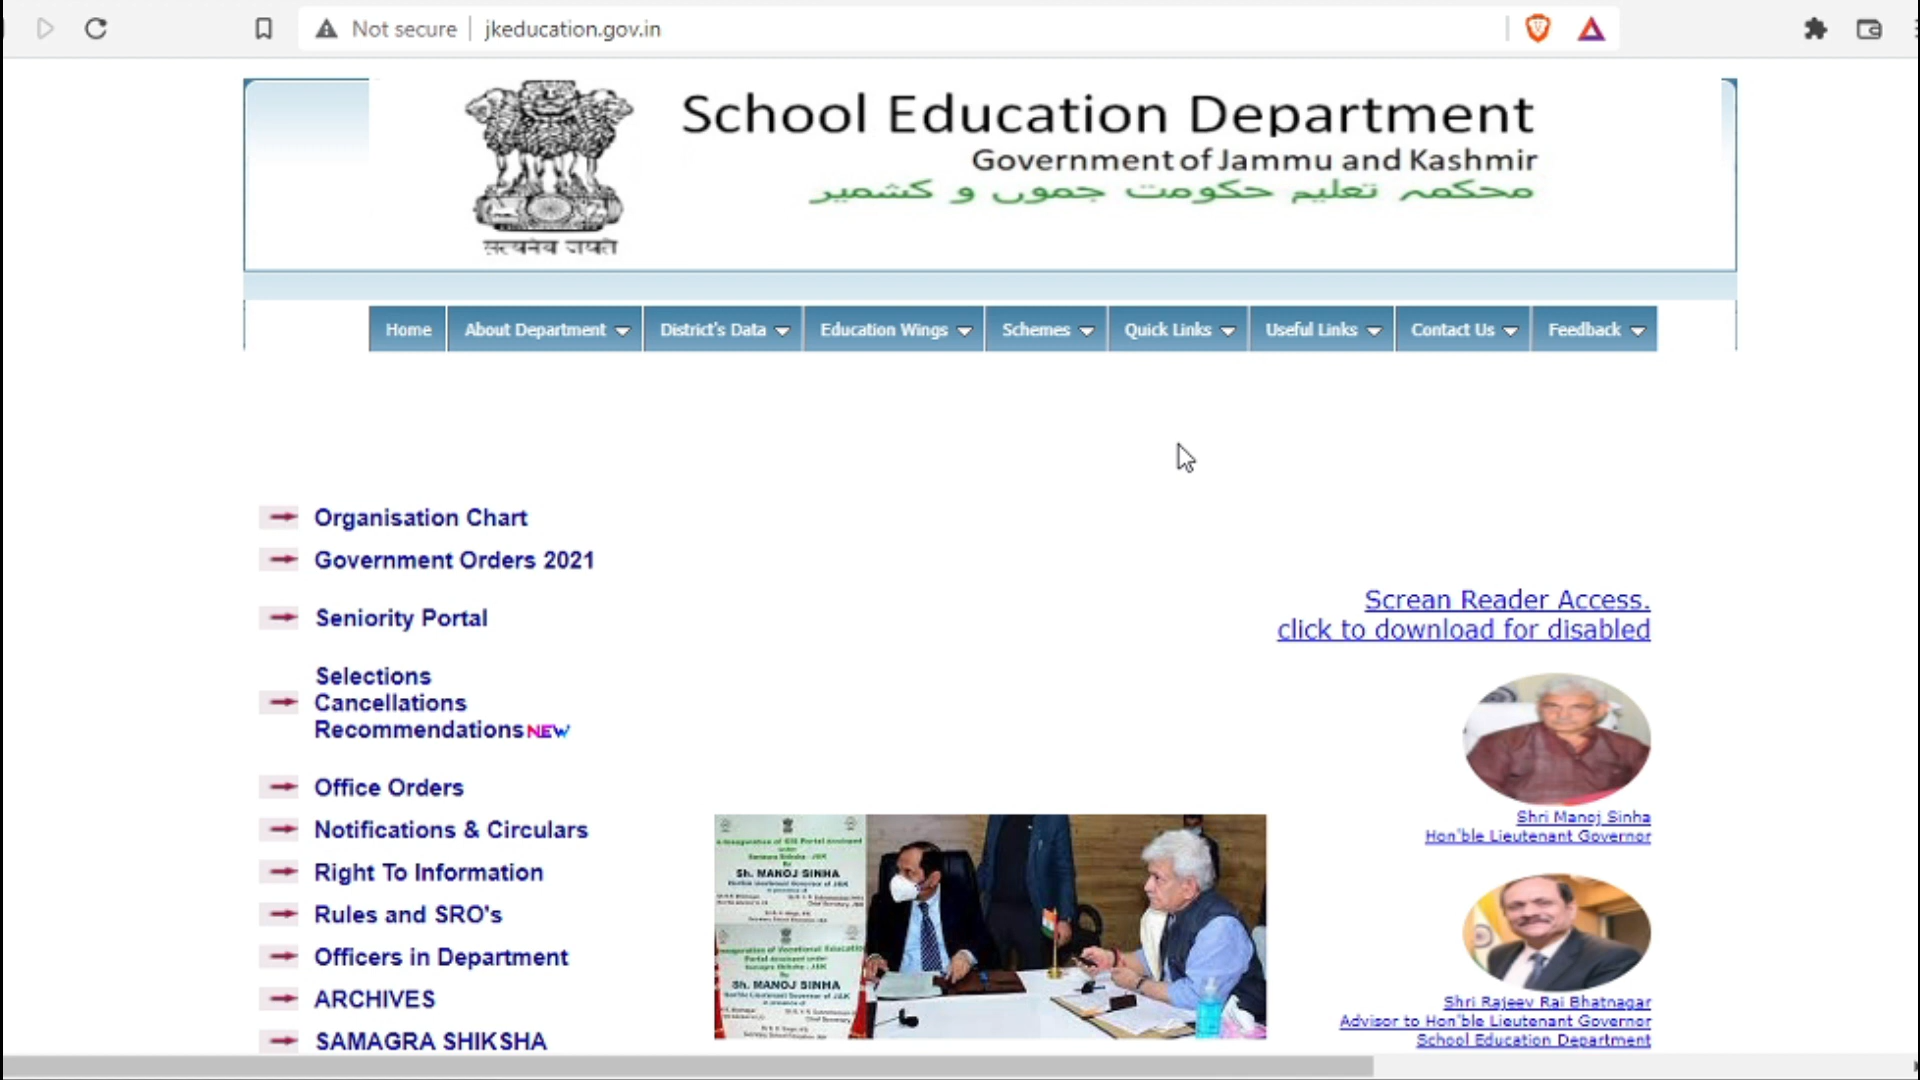 Not secure
jkeducation.gov.in
School Education Department
Government of Jammu and Kashmir
محکمہ تعلیم حکومت جموں و کشمیر
सत्यमेव जयते
Home
About Department
District's Data
Education Wings
Schemes
Quick Links
Useful Links
Contact Us
Feedback
Organisation Chart
Government Orders 2021
Seniority Portal
Selections
Cancellations
Recommendations NEW
Office Orders
Notifications & Circulars
Right To Information
Rules and SRO's
Officers in Department
ARCHIVES
SAMAGRA SHIKSHA
Sh. MANOJ SINHA
Sh. MANOJ SINHA
Screan Reader Access.
click to download for disabled
Shri Manoj Sinha
Hon'ble Lieutenant Governor
Shri Rajeev Rai Bhatnagar
Advisor to Hon'ble Lieutenant Governor
School Education Department